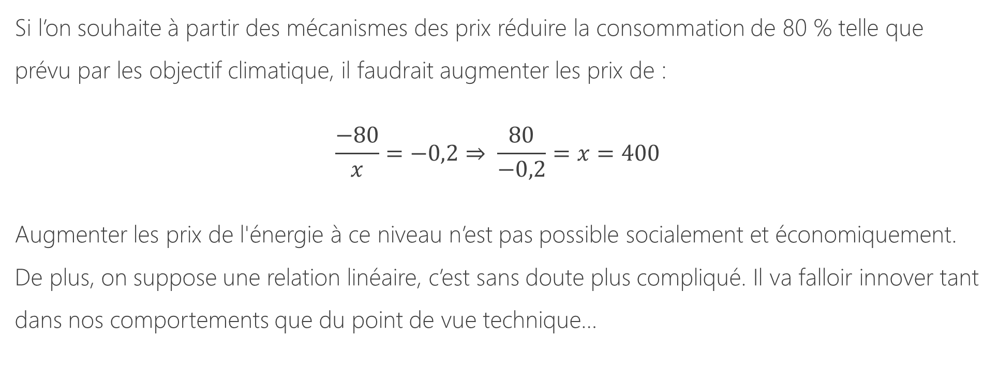 Si l’on souhaite à partir des mécanismes des prix réduire la consommation de 80 % telle que
prévu par les objectif climatique, il faudrait augmenter les prix de :
−80/x = −0,2 ⇒ 80/−0,2 = x = 400
Augmenter les prix de l'énergie à ce niveau n’est pas possible socialement et économiquement.
De plus, on suppose une relation linéaire, c’est sans doute plus compliqué. Il va falloir innover tant
dans nos comportements que du point de vue technique...